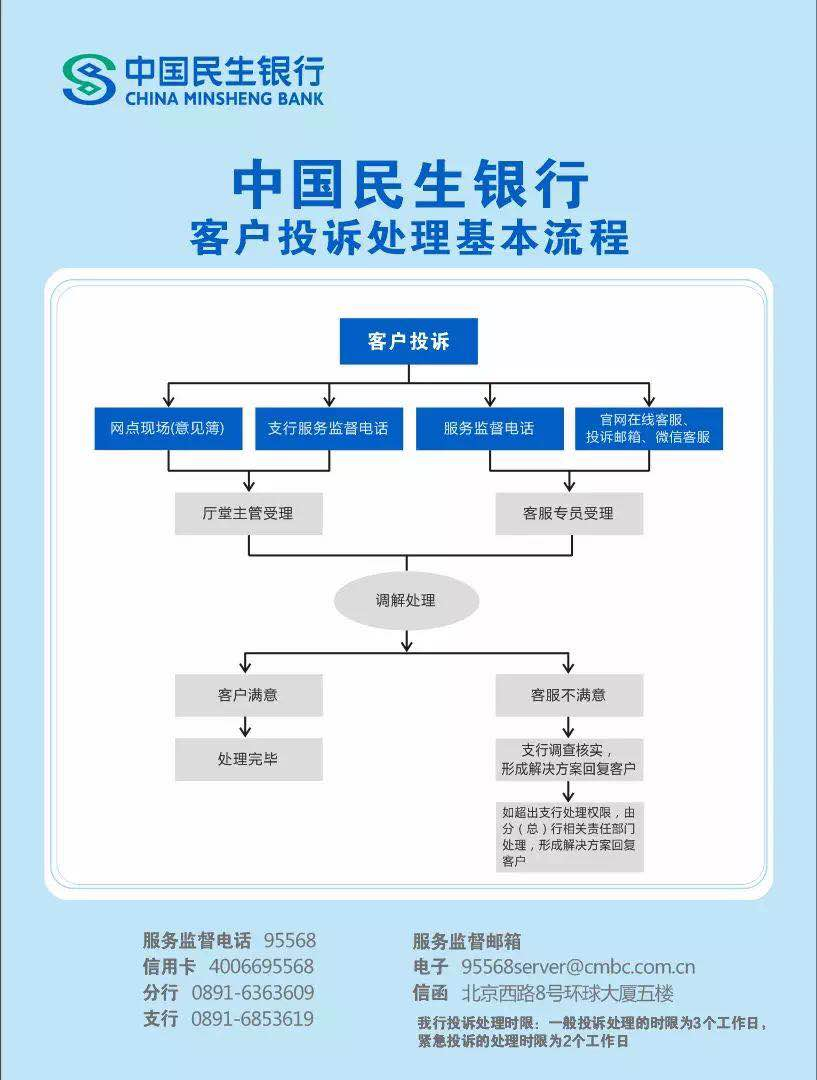 中国民生银行
CHINA MINSHENG BANK
中国民生银行
客户投诉处理基本流程
客户投诉
网点现场(意见簿)
支行服务监督电话
服务监督电话
官网在线客服、
投诉邮箱、微信客服
厅堂主管受理
客服专员受理
调解处理
客户满意
客服不满意
处理完毕
支行调查核实，
形成解决方案回复客户
如超出支行处理权限，由
分（总）行相关责任部门
处理，形成解决方案回复
客户
服务监督电话 95568
信用卡 4006695568
分行 0891-6363609
支行 0891-6853619
服务监督邮箱
电子 95568server@cmbc.com.cn
信函 北京西路8号环球大厦五楼
我行投诉处理时限：一般投诉处理的时限为3个工作日，
紧急投诉的处理时限为2个工作日